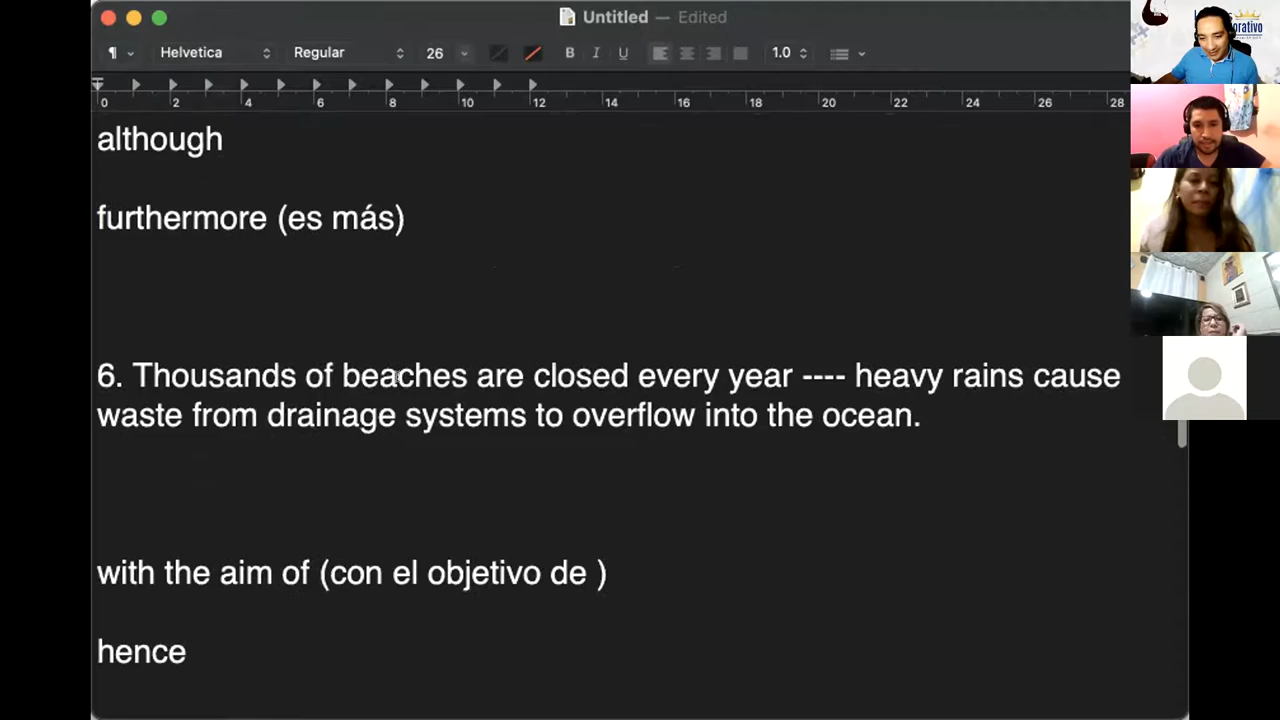 Untitled — Edited
¶ Helvetica Regular 26 B I U 1.0
0 2 4 6 8 10 12 14 16 18 20 22 24 26 28
although
furthermore (es más)
6. Thousands of beaches are closed every year ---- heavy rains cause
waste from drainage systems to overflow into the ocean.
with the aim of (con el objetivo de )
hence